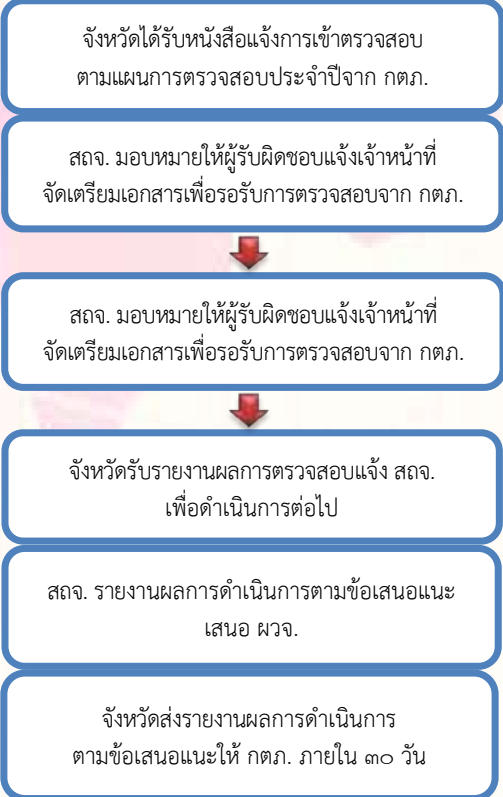 จังหวัดได้รับหนังสือแจ้งการเข้าตรวจสอบ
ตามแผนการตรวจสอบประจำปีจาก กตภ.
สถจ. มอบหมายให้ผู้รับผิดชอบแจ้งเจ้าหน้าที่
จัดเตรียมเอกสารเพื่อรอรับการตรวจสอบจาก กตภ.
สถจ. มอบหมายให้ผู้รับผิดชอบแจ้งเจ้าหน้าที่
จัดเตรียมเอกสารเพื่อรอรับการตรวจสอบจาก กตภ.
จังหวัดรับรายงานผลการตรวจสอบแจ้ง สถจ.
เพื่อดำเนินการต่อไป
สถจ. รายงานผลการดำเนินการตามข้อเสนอแนะ
เสนอ ผวจ.
จังหวัดส่งรายงานผลการดำเนินการ
ตามข้อเสนอแนะให้ กตภ. ภายใน ๓๐ วัน